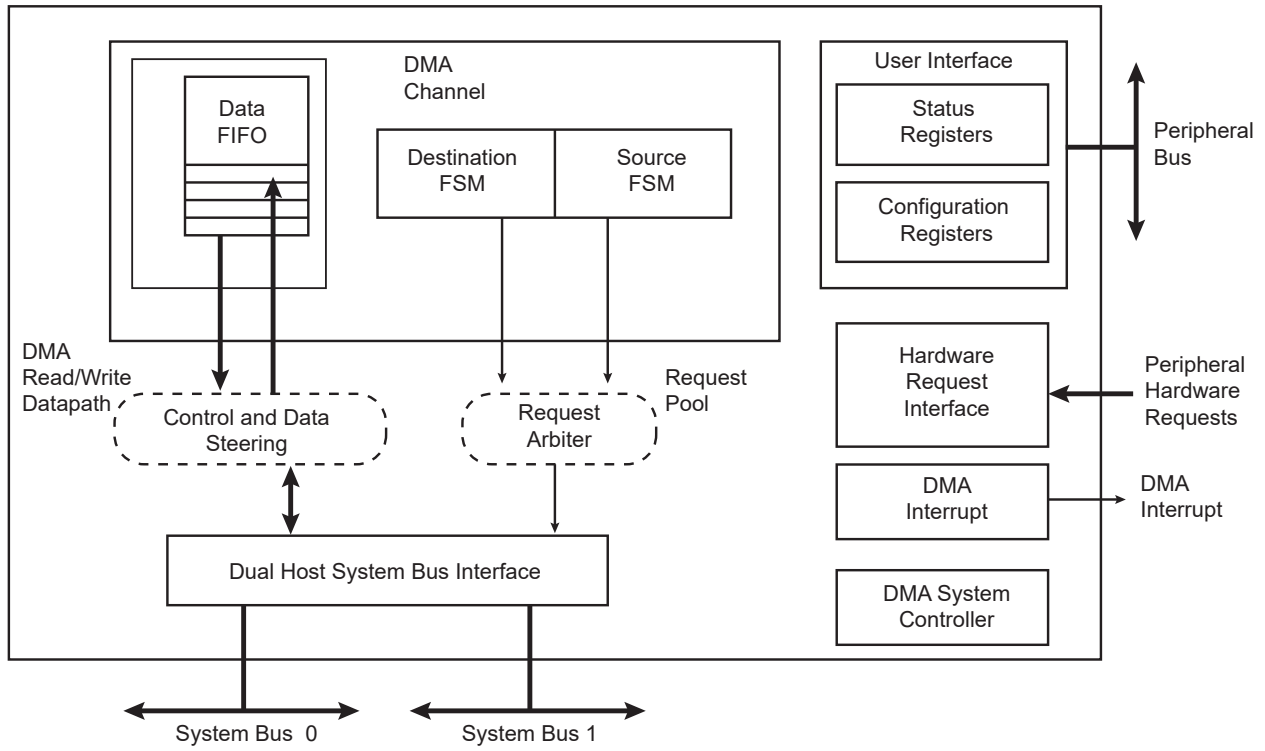 DMA
Channel
Data
FIFO
Destination
FSM
Source
FSM
User Interface
Status
Registers
Configuration
Registers
Peripheral
Bus
DMA
Read/Write
Datapath
Control and Data
Steering
Request
Arbiter
Request
Pool
Hardware
Request
Interface
Peripheral
Hardware
Requests
DMA
Interrupt
DMA
Interrupt
Dual Host System Bus Interface
DMA System
Controller
System Bus 0
System Bus 1